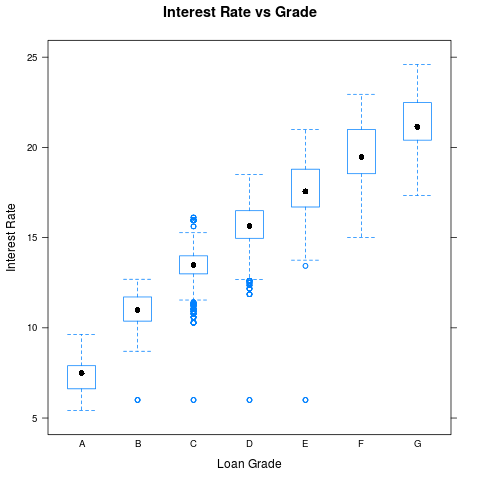 Interest Rate vs Grade
Interest Rate
25
20
15
10
5
A B C D E F G
Loan Grade